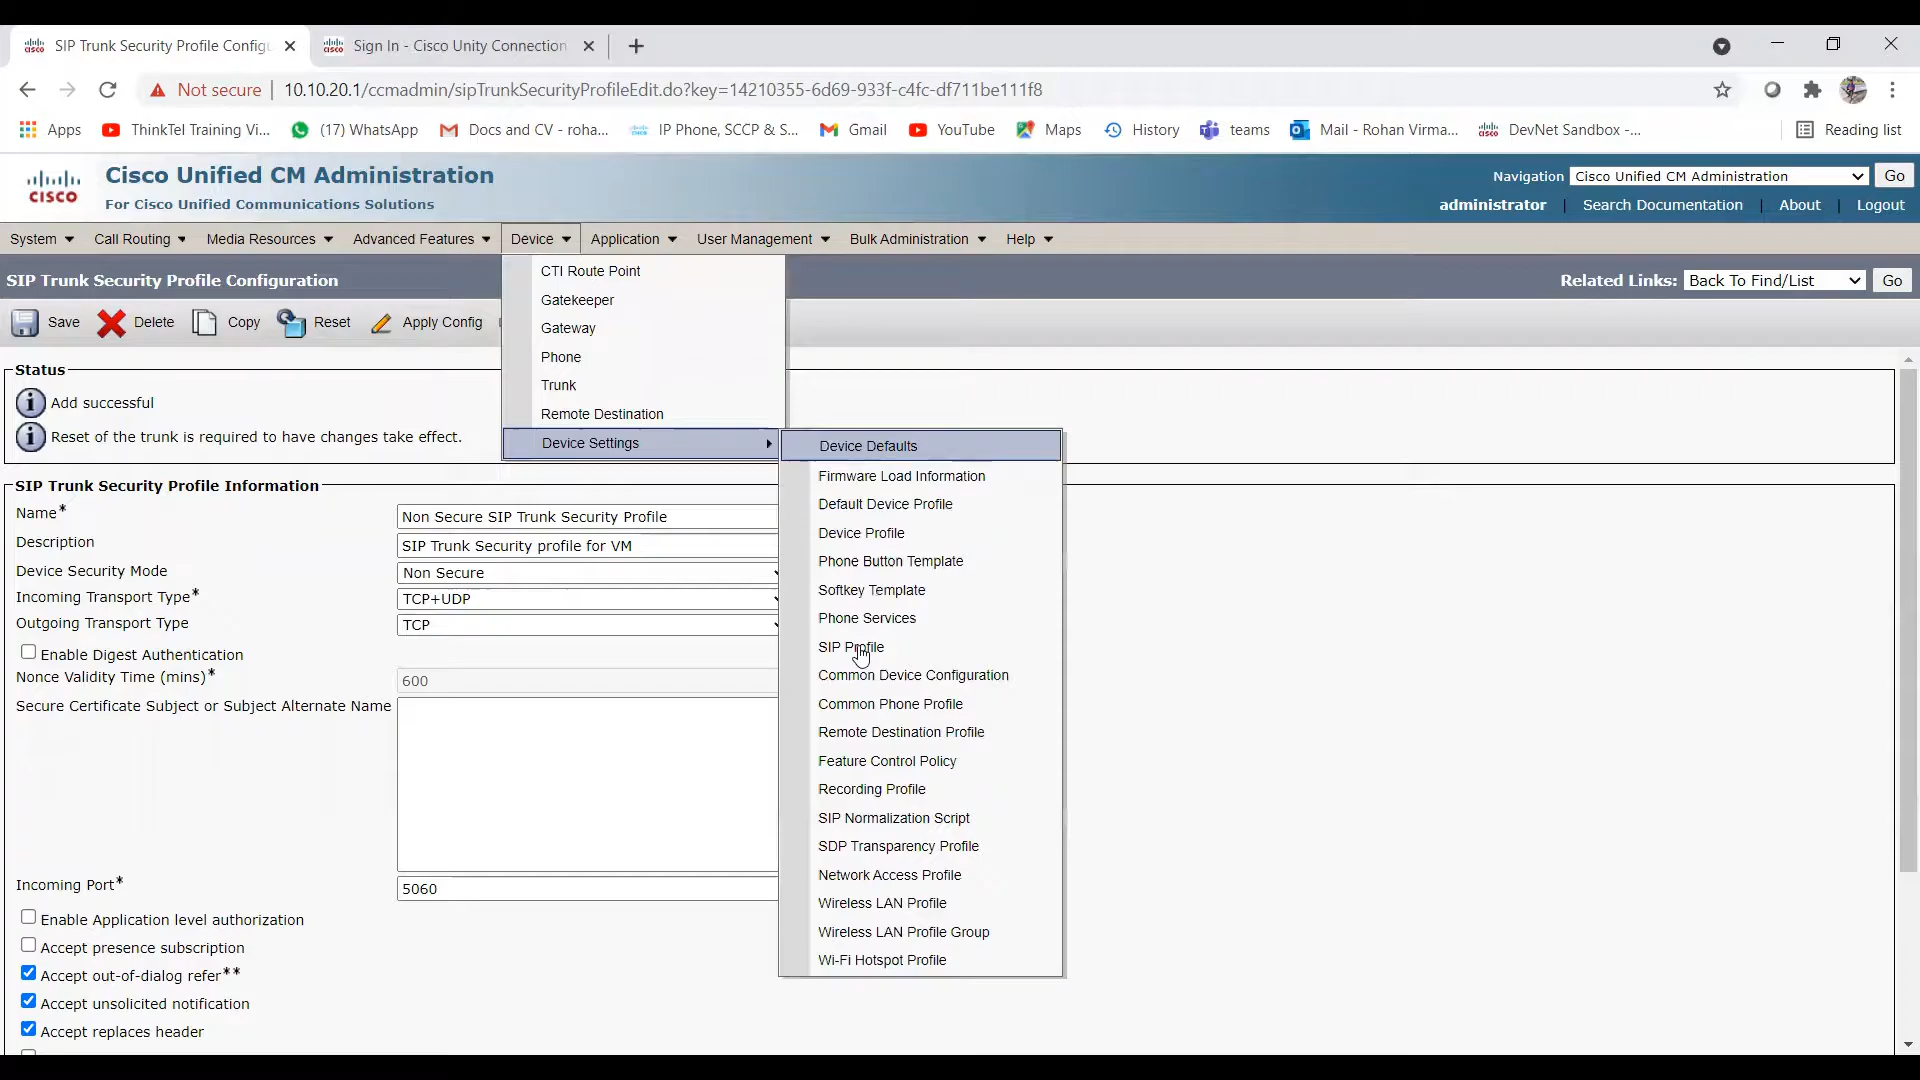 SIP Trunk Security Profile Configu
Sign In - Cisco Unity Connection
Not secure | 10.10.20.1/ccmadmin/sipTrunkSecurityProfileEdit.do?key=14210355-6d69-933f-c4fc-df711be111f8
Apps ThinkTel Training Vi... (17) WhatsApp Docs and CV - roha... IP Phone, SCCP & S... Gmail YouTube Maps History teams Mail - Rohan Virma... DevNet Sandbox -... Reading list
CISCO
Cisco Unified CM Administration
For Cisco Unified Communications Solutions
Navigation Cisco Unified CM Administration Go
administrator | Search Documentation | About | Logout
System Call Routing Media Resources Advanced Features Device Application User Management Bulk Administration Help
SIP Trunk Security Profile Configuration
Related Links: Back To Find/List Go
Save Delete Copy Reset Apply Config
CTI Route Point
Gatekeeper
Gateway
Phone
Trunk
Remote Destination
Device Settings
Device Defaults
Firmware Load Information
Default Device Profile
Device Profile
Phone Button Template
Softkey Template
Phone Services
SIP Profile
Common Device Configuration
Common Phone Profile
Remote Destination Profile
Feature Control Policy
Recording Profile
SIP Normalization Script
SDP Transparency Profile
Network Access Profile
Wireless LAN Profile
Wireless LAN Profile Group
Wi-Fi Hotspot Profile
Status
Add successful
Reset of the trunk is required to have changes take effect.
SIP Trunk Security Profile Information
Name* Non Secure SIP Trunk Security Profile
Description SIP Trunk Security profile for VM
Device Security Mode Non Secure
Incoming Transport Type* TCP+UDP
Outgoing Transport Type TCP
Enable Digest Authentication
Nonce Validity Time (mins)* 600
Secure Certificate Subject or Subject Alternate Name
Incoming Port* 5060
Enable Application level authorization
Accept presence subscription
Accept out-of-dialog refer**
Accept unsolicited notification
Accept replaces header